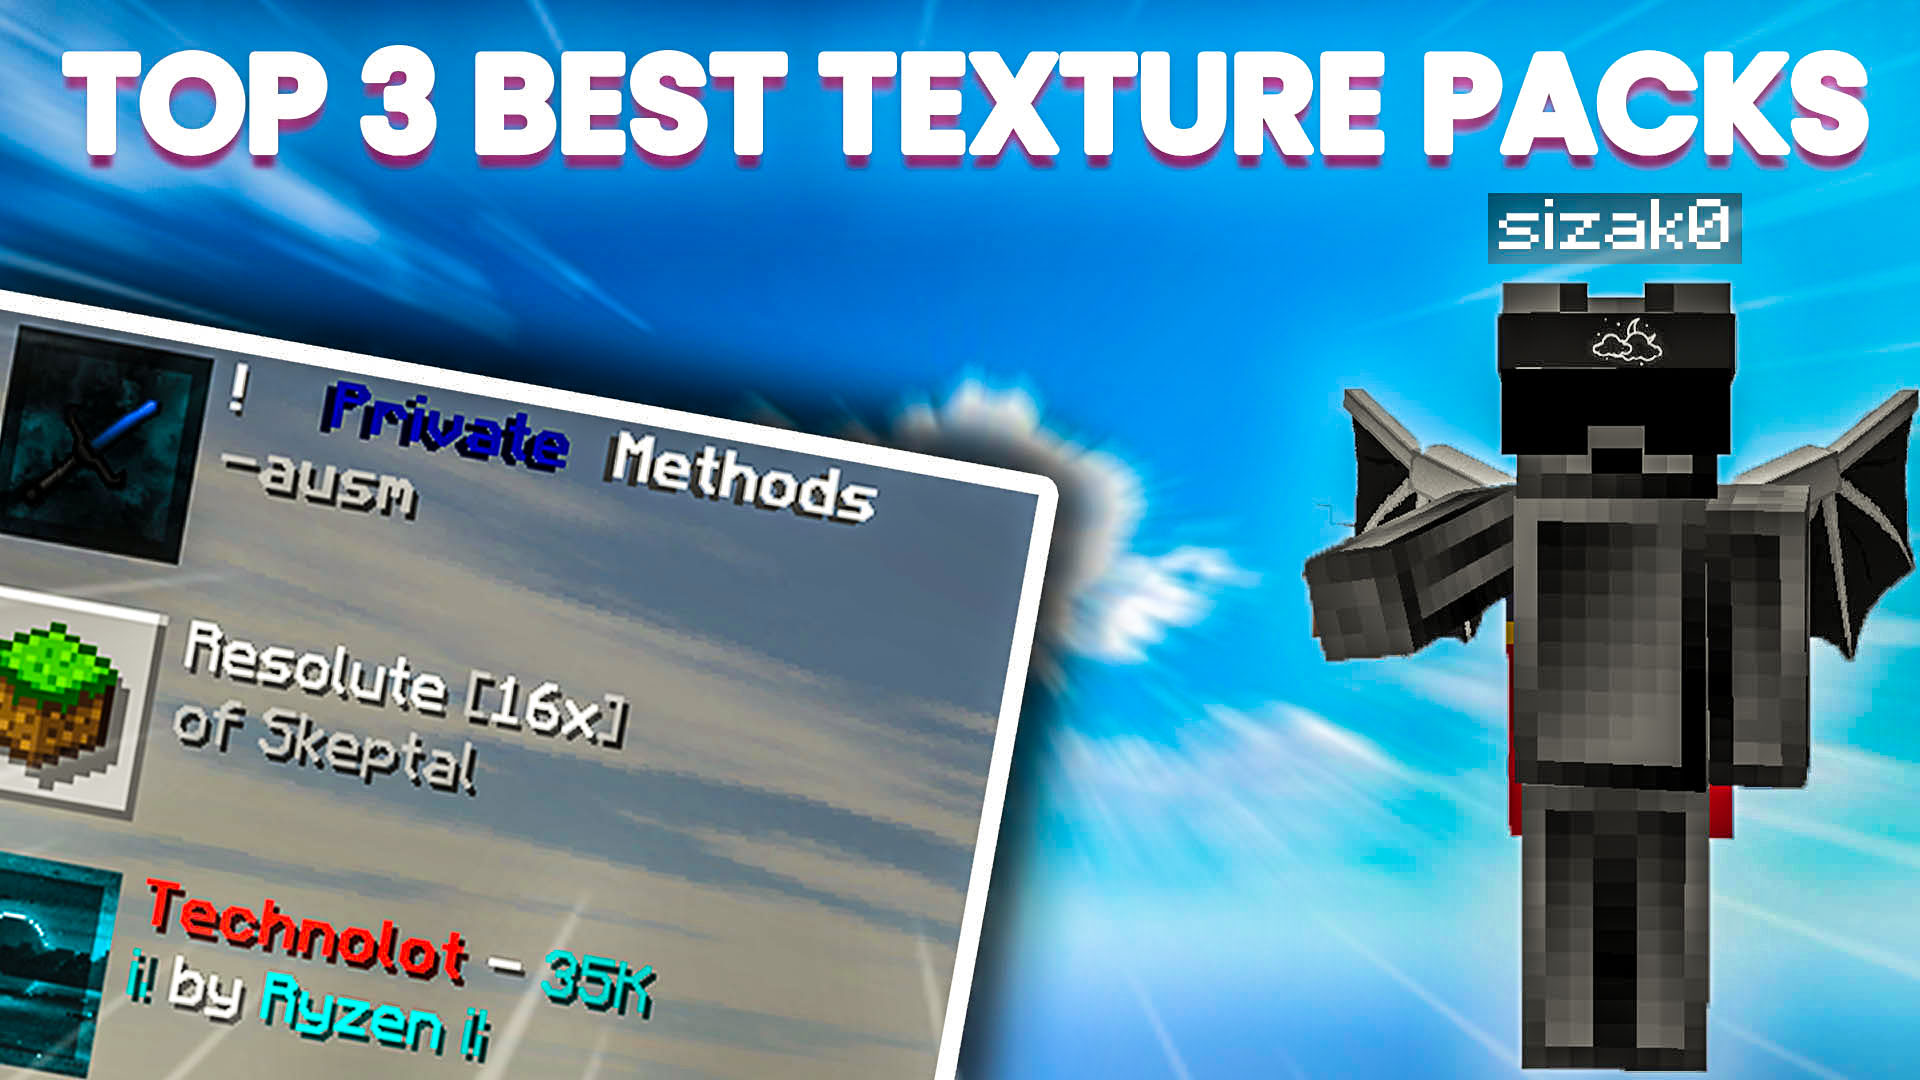 TOP 3 BEST TEXTURE PACKS
sizak0
! Private Methods
-ausm
Resolute [16x]
of Skeptal
Technolot - 35K
¡! by Ryzen ¡!